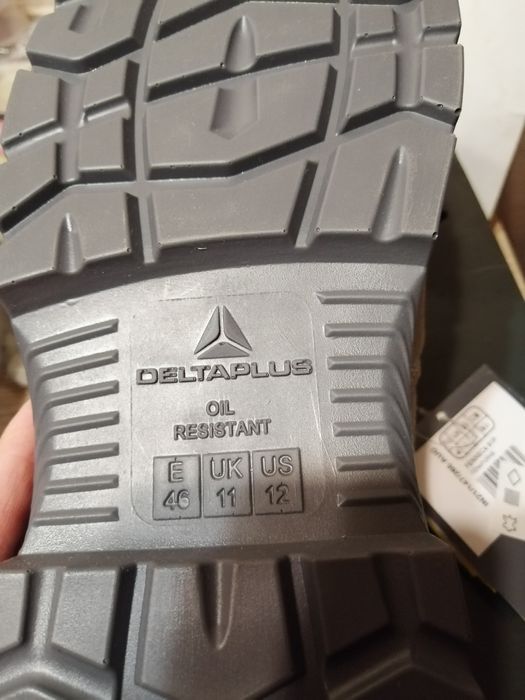 DELTAPLUS
OIL
RESISTANT
E UK US
46 11 12